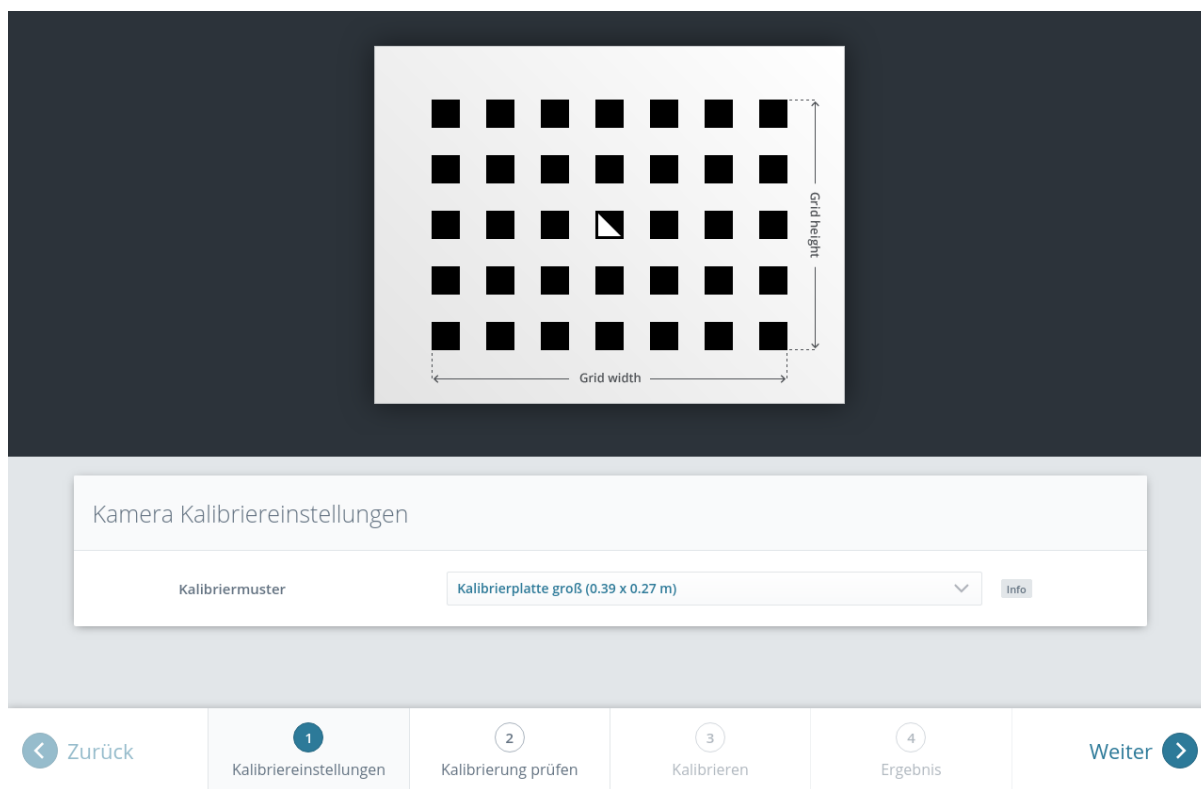 Grid height
Grid width
Kamera Kalibriereinstellungen
Kalibriermuster
Kalibrierplatte groß (0.39 x 0.27 m)
Info
Zurück
1
Kalibriereinstellungen
2
Kalibrierung prüfen
3
Kalibrieren
4
Ergebnis
Weiter